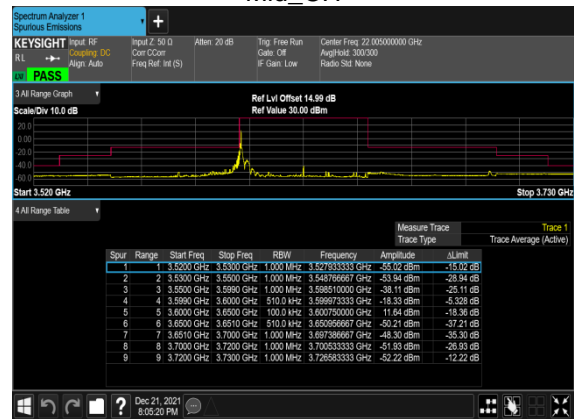 Spectrum Analyzer 1
Spurious Emissions
KEYSIGHT Input: RF Input Z: 50 Ω Atten: 20 dB Trig: Free Run Center Freq: 22.005000000 GHz
RL Coupling: DC Corr CCorr Gate: Off Avg|Hold: 300/300
Align: Auto Freq Ref: Int (S) IF Gain: Low Radio Std: None
PASS
3 All Range Graph Ref Lvl Offset 14.99 dB
Scale/Div 10.0 dB Ref Value 30.00 dBm
20.0
0.00
-20.0
-40.0
-60.0
Start 3.520 GHz Stop 3.730 GHz
4 All Range Table
Measure Trace Trace 1
Trace Type Trace Average (Active)
Spur Range Start Freq Stop Freq RBW Frequency Amplitude ΔLimit
1 1 3.5200 GHz 3.5300 GHz 1.000 MHz 3.527933333 GHz -55.02 dBm -15.02 dB
2 2 3.5300 GHz 3.5500 GHz 1.000 MHz 3.548766667 GHz -53.94 dBm -28.94 dB
3 3 3.5500 GHz 3.5990 GHz 1.000 MHz 3.598510000 GHz -38.11 dBm -25.11 dB
4 4 3.5990 GHz 3.6000 GHz 510.0 kHz 3.599973333 GHz -18.33 dBm -5.328 dB
5 5 3.6000 GHz 3.6500 GHz 100.0 kHz 3.600750000 GHz 11.64 dBm -18.36 dB
6 6 3.6500 GHz 3.6510 GHz 510.0 kHz 3.650956667 GHz -50.21 dBm -37.21 dB
7 7 3.6510 GHz 3.7000 GHz 1.000 MHz 3.697386667 GHz -48.30 dBm -35.30 dB
8 8 3.7000 GHz 3.7200 GHz 1.000 MHz 3.700533333 GHz -51.93 dBm -26.93 dB
9 9 3.7200 GHz 3.7300 GHz 1.000 MHz 3.726583333 GHz -52.22 dBm -12.22 dB
Dec 21, 2021
8:05:20 PM